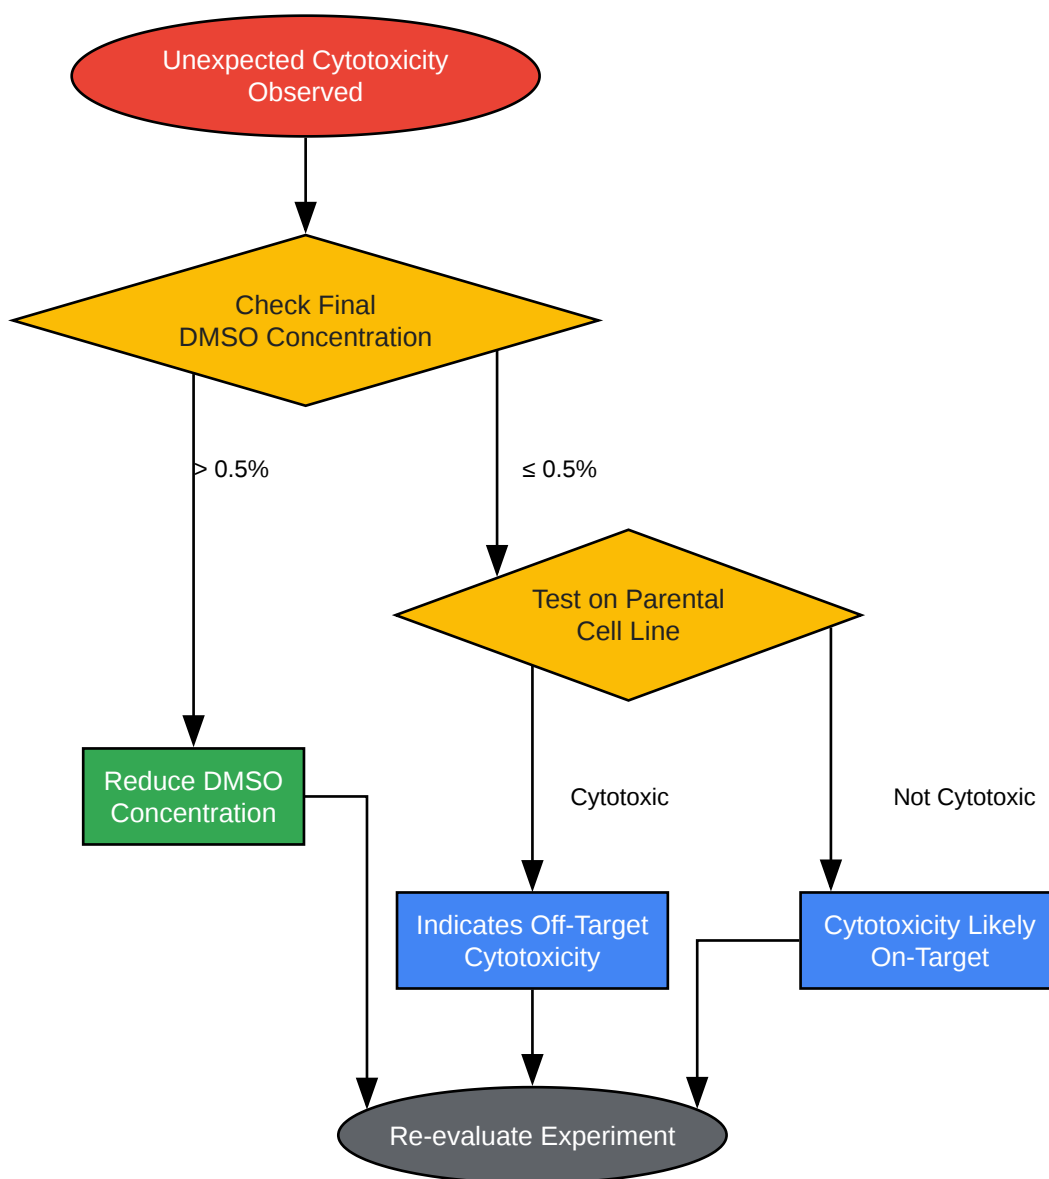 Unexpected Cytotoxicity
Observed
Check Final
DMSO Concentration
> 0.5%
≤ 0.5%
Test on Parental
Cell Line
Reduce DMSO
Concentration
Cytotoxic
Not Cytotoxic
Indicates Off-Target
Cytotoxicity
Cytotoxicity Likely
On-Target
Re-evaluate Experiment